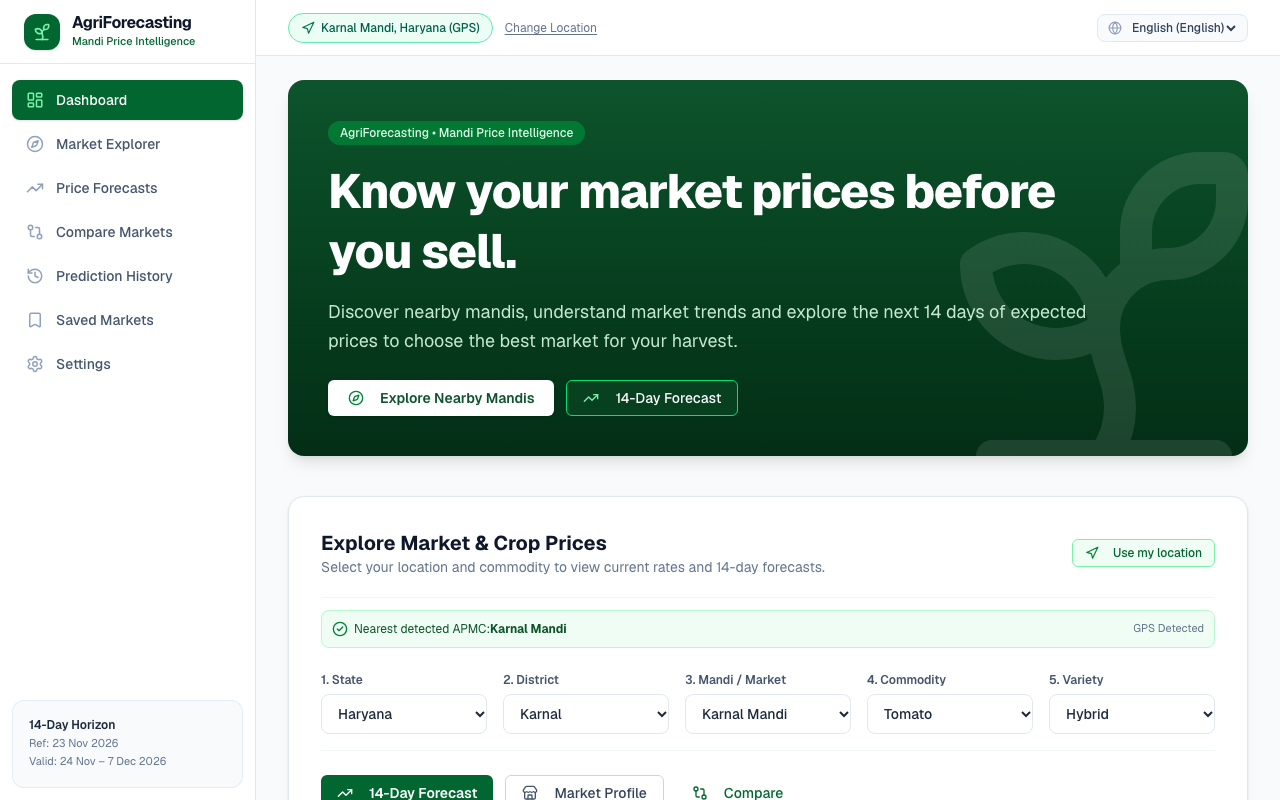 AgriForecasting
Mandi Price Intelligence
Dashboard
Market Explorer
Price Forecasts
Compare Markets
Prediction History
Saved Markets
Settings
14-Day Horizon
Ref: 23 Nov 2026
Valid: 24 Nov – 7 Dec 2026
Karnal Mandi, Haryana (GPS)
Change Location
English (English)
AgriForecasting • Mandi Price Intelligence
Know your market prices before
you sell.
Discover nearby mandis, understand market trends and explore the next 14 days of expected
prices to choose the best market for your harvest.
Explore Nearby Mandis
14-Day Forecast
Explore Market & Crop Prices
Select your location and commodity to view current rates and 14-day forecasts.
Use my location
Nearest detected APMC:Karnal Mandi
GPS Detected
1. State
2. District
3. Mandi / Market
4. Commodity
5. Variety
Haryana
Karnal
Karnal Mandi
Tomato
Hybrid
14-Day Forecast
Market Profile
Compare